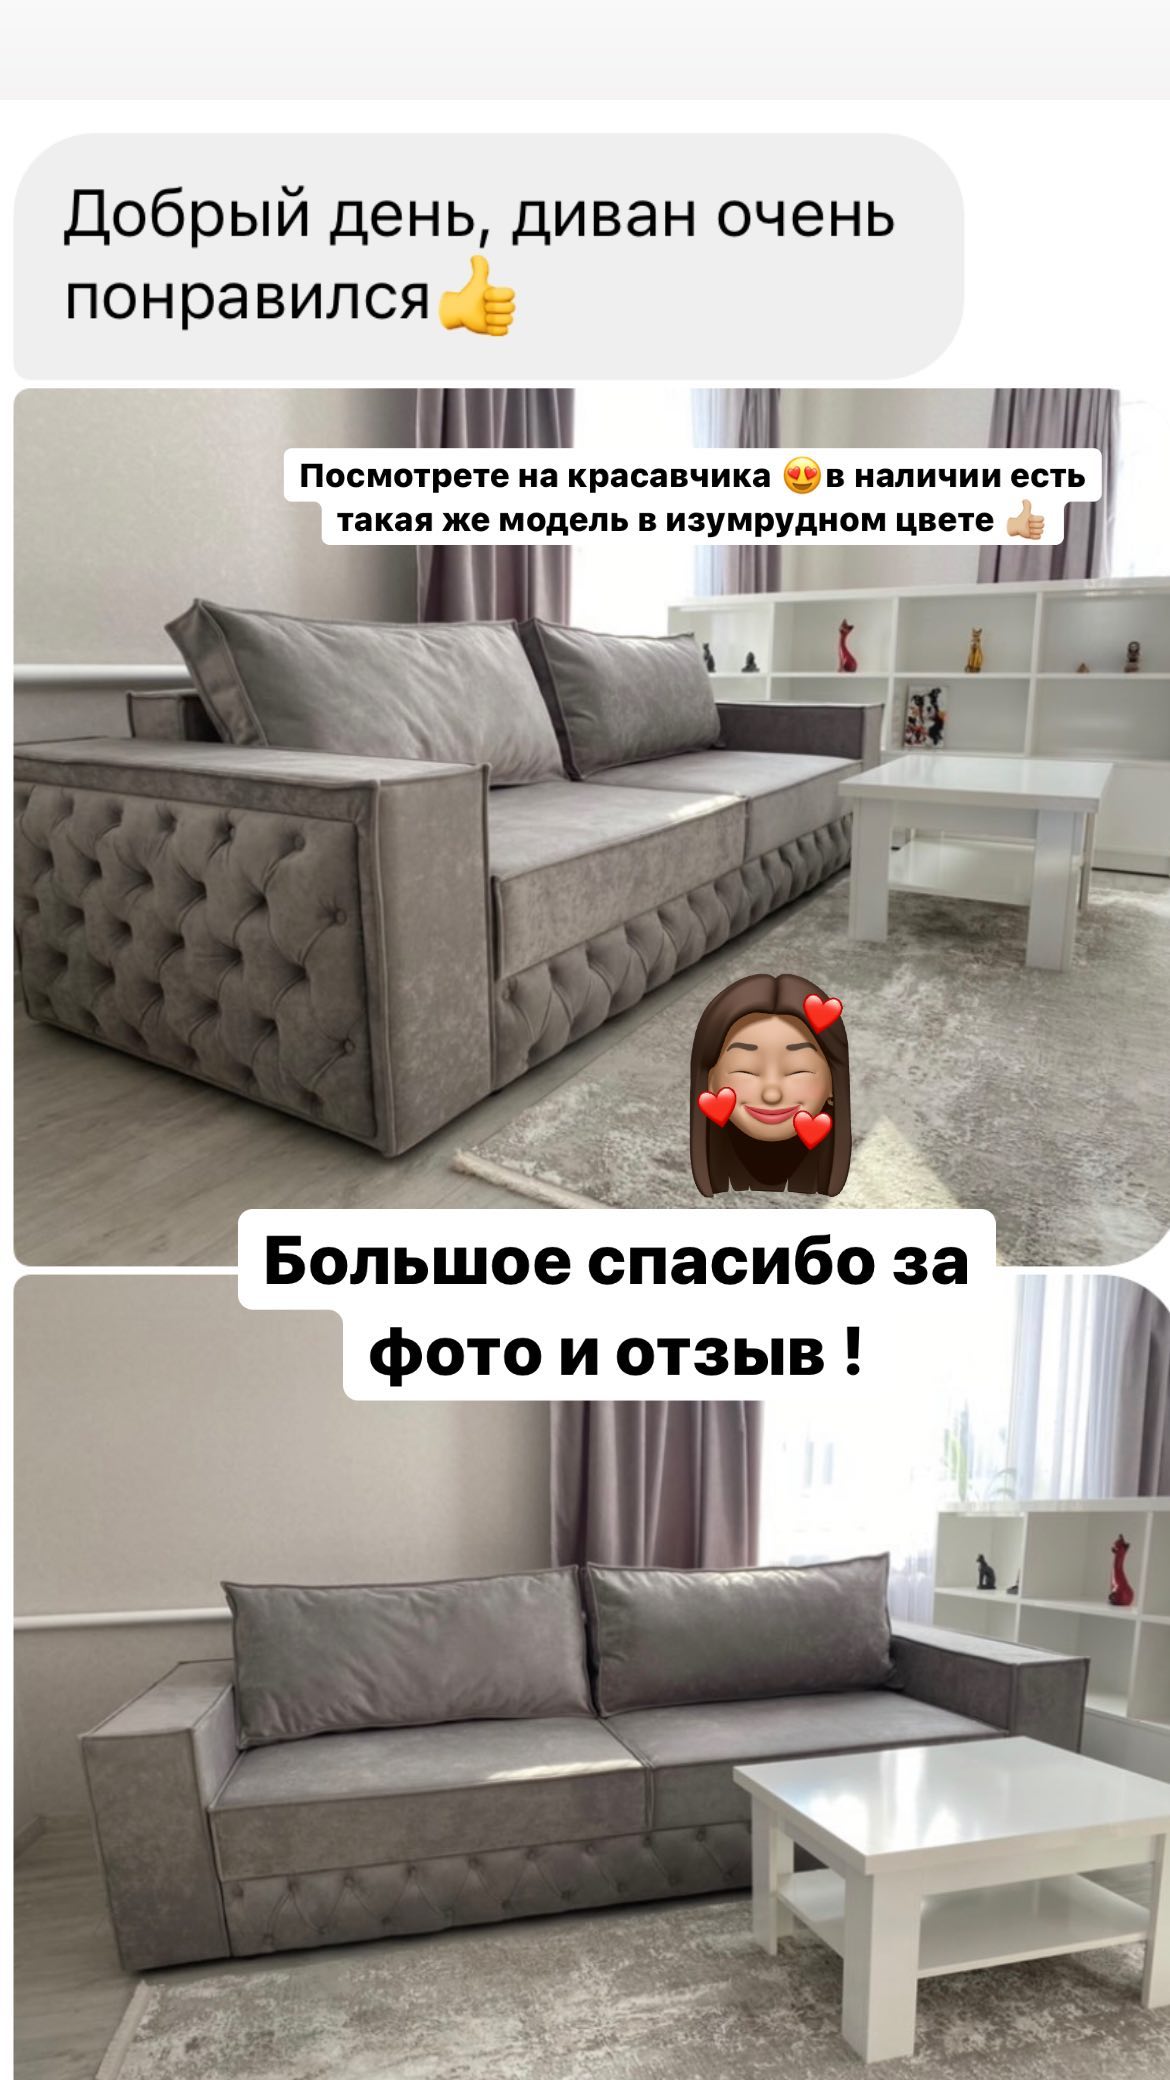 Добрый день, диван очень
понравился👍
Посмотрете на красавчика 😍в наличии есть
такая же модель в изумрудном цвете 👍🏼
Большое спасибо за
фото и отзыв !